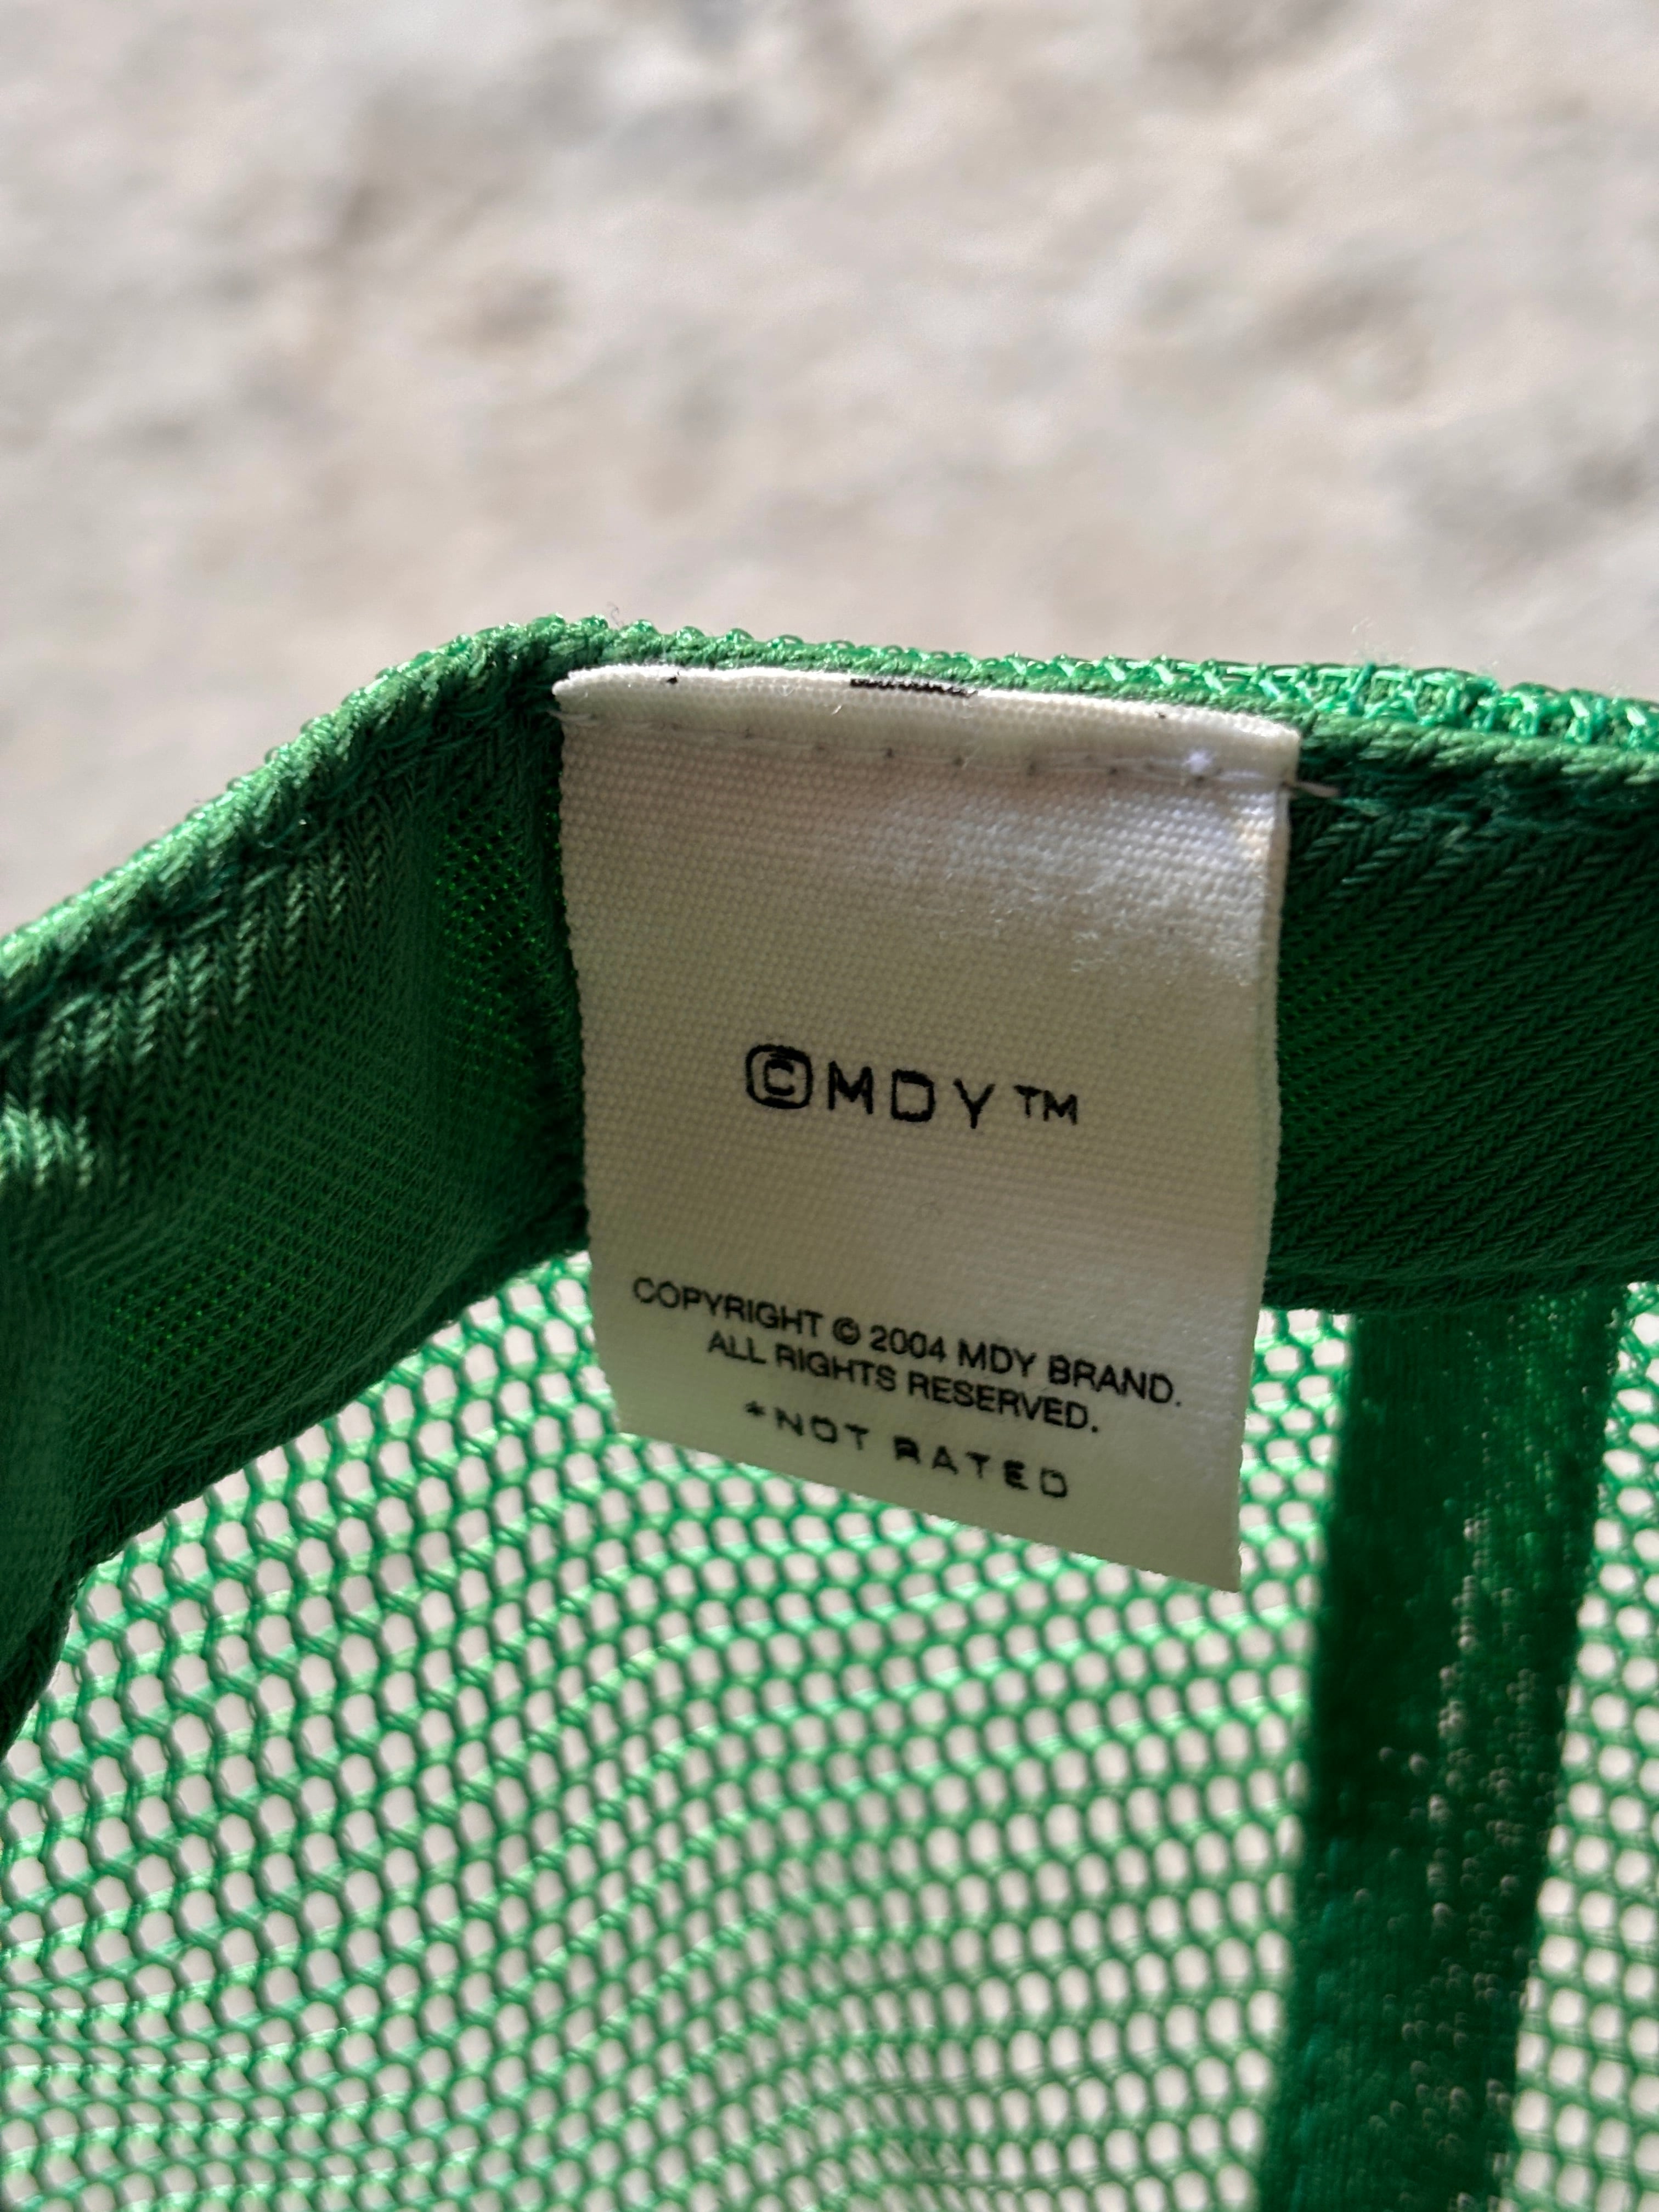 ©MDY™
COPYRIGHT © 2004 MDY BRAND.
ALL RIGHTS RESERVED.
*NOT RATED